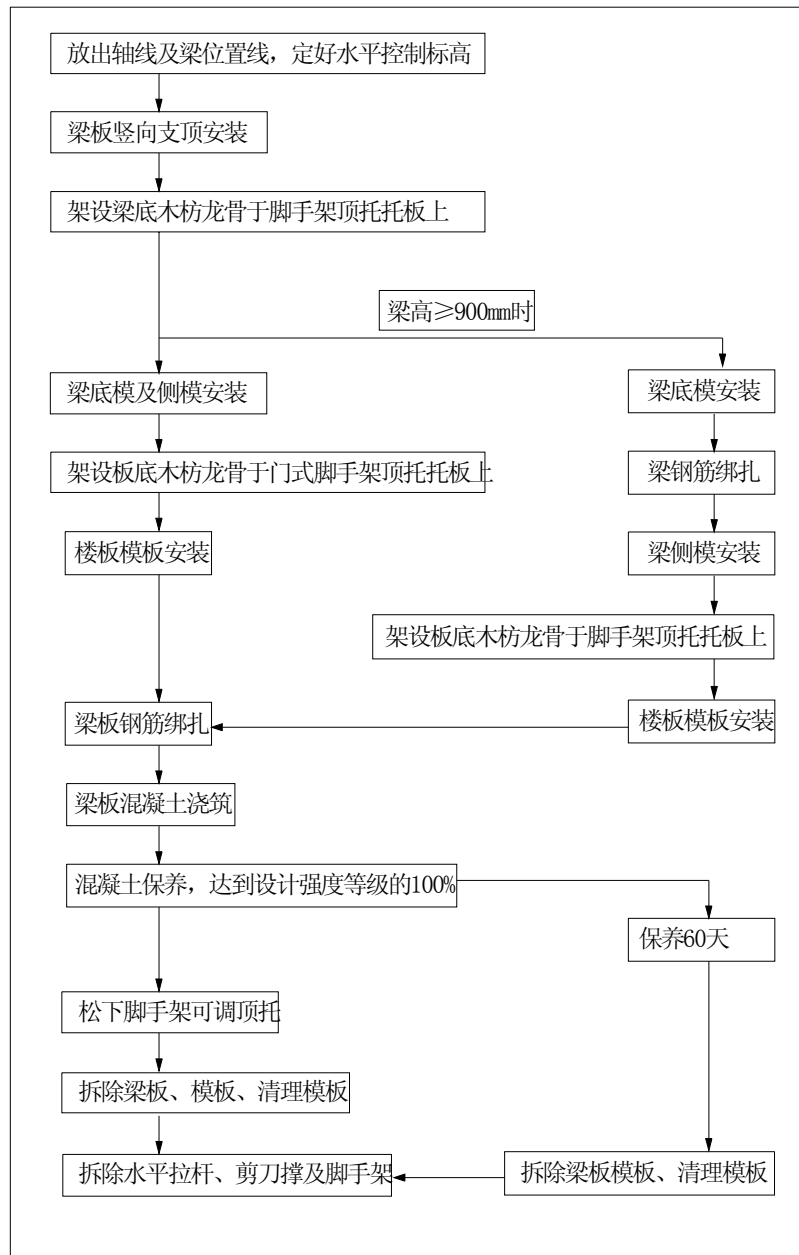 放出轴线及梁位置线，定好水平控制标高
梁板竖向支顶安装
架设梁底木枋龙骨于脚手架顶托托板上
梁高≥900mm时
梁底模及侧模安装
梁底模安装
架设板底木枋龙骨于门式脚手架顶托托板上
梁钢筋绑扎
楼板模板安装
梁侧模安装
架设板底木枋龙骨于脚手架顶托托板上
梁板钢筋绑扎
楼板模板安装
梁板混凝土浇筑
混凝土保养，达到设计强度等级的100%
保养60天
松下脚手架可调顶托
拆除梁板、模板、清理模板
拆除水平拉杆、剪刀撑及脚手架
拆除梁板模板、清理模板